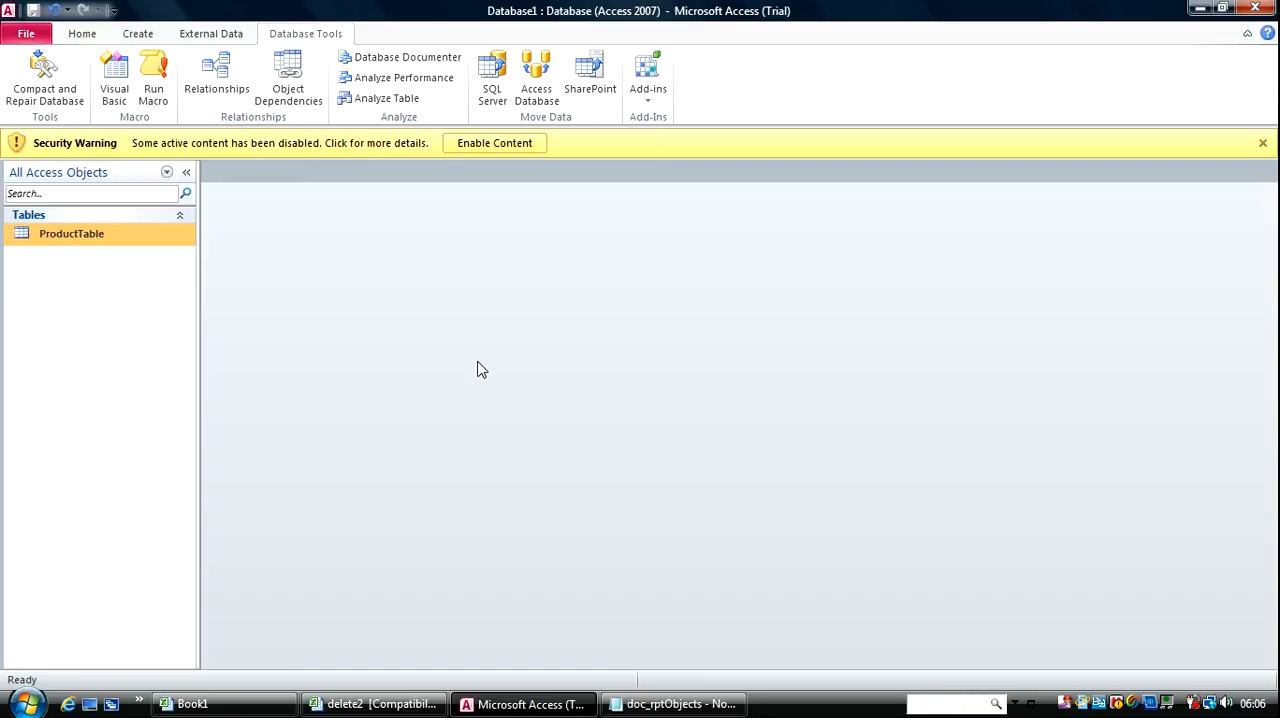 Database1 : Database (Access 2007) - Microsoft Access (Trial)
File Home Create External Data Database Tools
Compact and Repair Database
Visual Basic
Run Macro
Relationships
Object Dependencies
Database Documenter
Analyze Performance
Analyze Table
SQL Server
Access Database
SharePoint
Add-ins
Tools Macro Relationships Analyze Move Data Add-Ins
Security Warning Some active content has been disabled. Click for more details. Enable Content
All Access Objects
Search...
Tables
ProductTable
Ready
Book1 delete2 [Compatibil... Microsoft Access (T... doc_rptObjects - No... 06:06